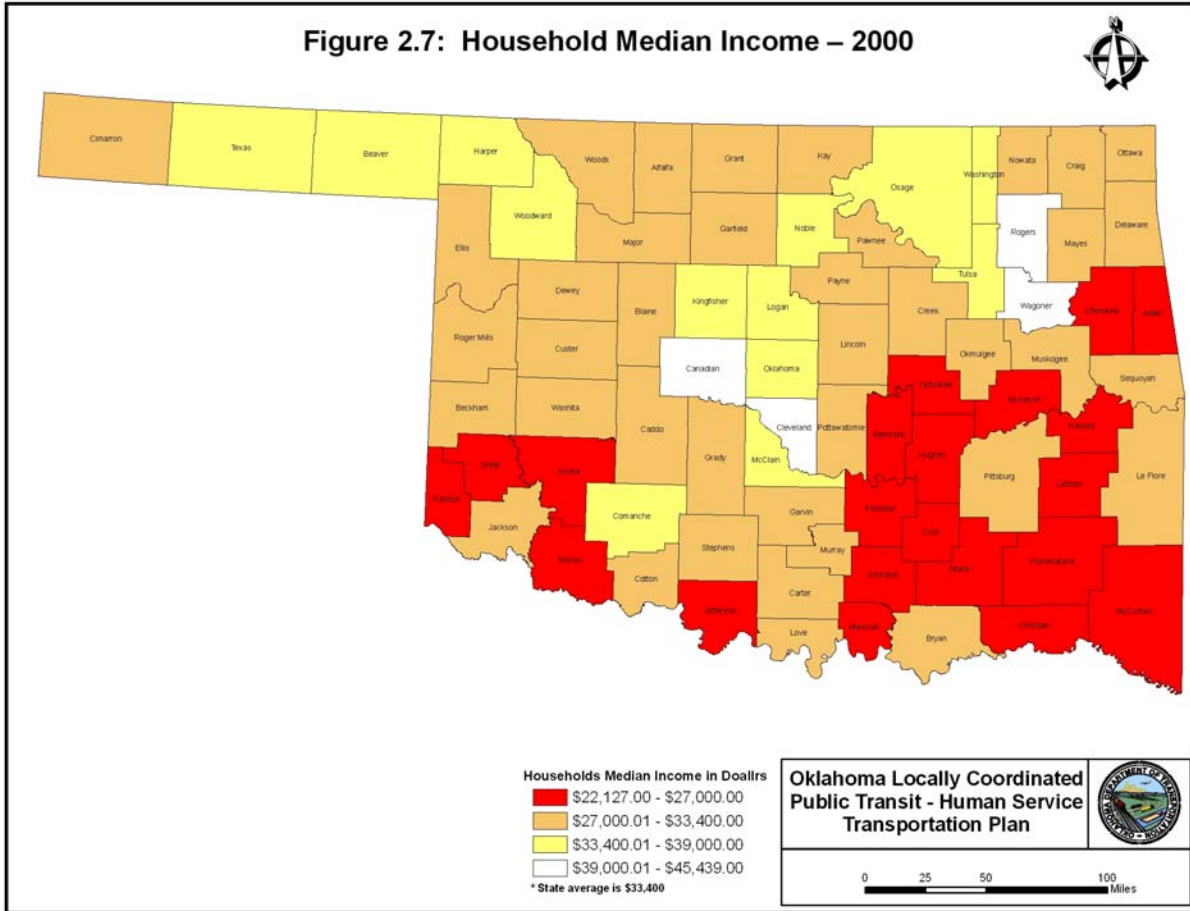 Figure 2.7: Household Median Income – 2000
N
Cimarron
Texas
Beaver
Harper
Woods
Alfalfa
Grant
Kay
Osage
Washington
Nowata
Craig
Ottawa
Woodward
Ellis
Major
Garfield
Noble
Pawnee
Rogers
Mayes
Delaware
Tulsa
Dewey
Blaine
Kingfisher
Logan
Payne
Creek
Wagoner
Cherokee
Adair
Roger Mills
Custer
Canadian
Oklahoma
Lincoln
Okmulgee
Muskogee
Sequoyah
Beckham
Washita
Caddo
Grady
Cleveland
McClain
Pottawatomie
Seminole
Okfuskee
Hughes
McIntosh
Haskell
Pittsburg
Latimer
Le Flore
Harmon
Greer
Kiowa
Jackson
Comanche
Tillman
Cotton
Stephens
Jefferson
Garvin
Murray
Carter
Love
Pontotoc
Coal
Johnston
Atoka
Pushmataha
McCurtain
Marshall
Bryan
Choctaw
Households Median Income in Doallrs
$22,127.00 - $27,000.00
$27,000.01 - $33,400.00
$33,400.01 - $39,000.00
$39,000.01 - $45,439.00
* State average is $33,400
Oklahoma Locally Coordinated
Public Transit - Human Service
Transportation Plan
OKLAHOMA DEPARTMENT OF TRANSPORTATION
0 25 50 100
Miles